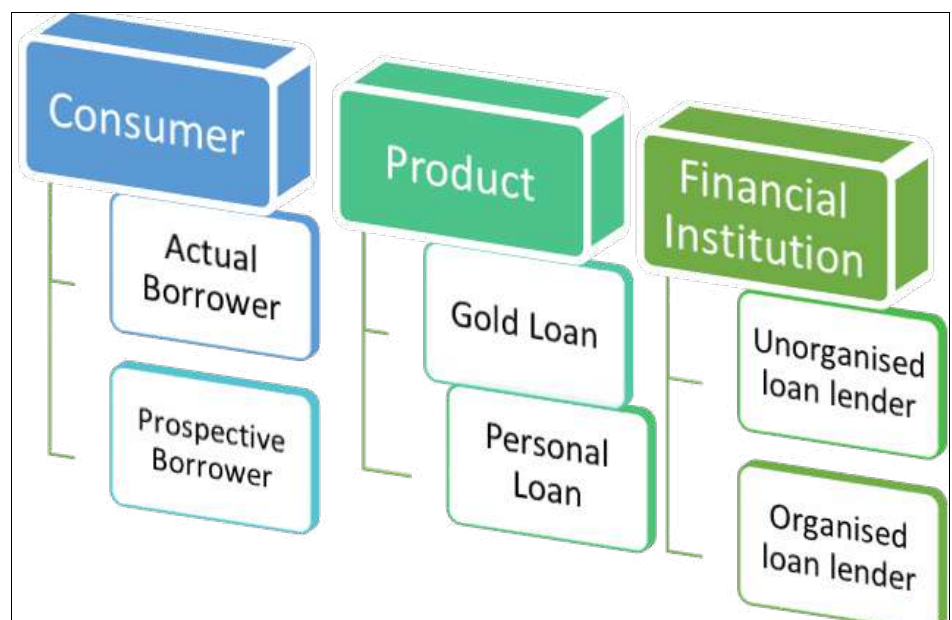 Consumer
Actual
Borrower
Prospective
Borrower
Product
Gold Loan
Personal
Loan
Financial
Institution
Unorganised
loan lender
Organised
loan lender